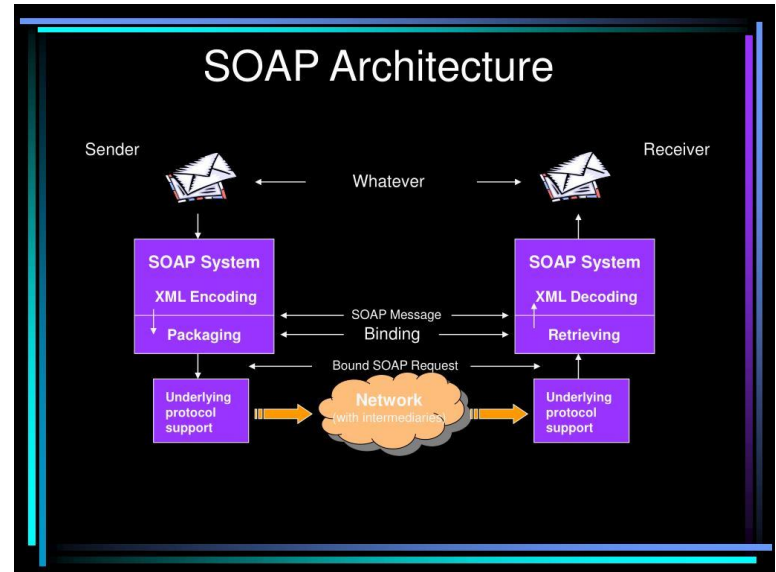 SOAP Architecture
Sender
Receiver
Whatever
SOAP System
XML Encoding
Packaging
SOAP System
XML Decoding
Retrieving
SOAP Message
Binding
Bound SOAP Request
Underlying
protocol
support
Network
(with intermediaries)
Underlying
protocol
support